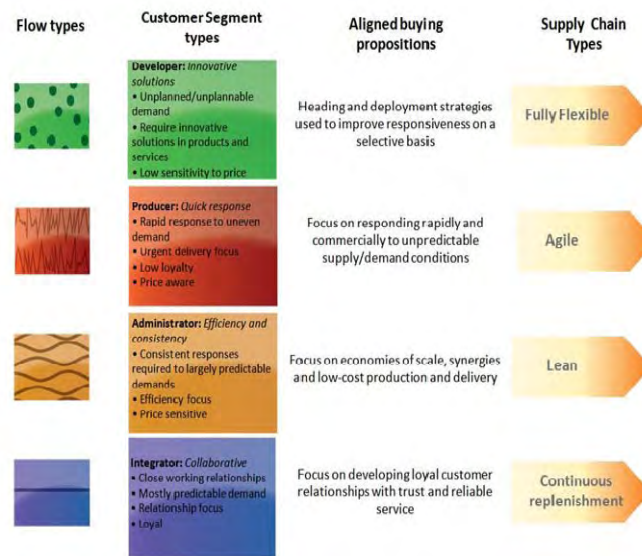 Flow types
Customer Segment
types
Aligned buying
propositions
Supply Chain
Types
Developer: Innovative
solutions
• Unplanned/unplannable
demand
• Require innovative
solutions in products and
services
• Low sensitivity to price
Heading and deployment strategies
used to improve responsiveness on a
selective basis
Fully Flexible
Producer: Quick response
• Rapid response to uneven
demand
• Urgent delivery focus
• Low loyalty
• Price aware
Focus on responding rapidly and
commercially to unpredictable
supply/demand conditions
Agile
Administrator: Efficiency and
consistency
• Consistent responses
required to largely predictable
demands
• Efficiency focus
• Price sensitive
Focus on economies of scale, synergies
and low-cost production and delivery
Lean
Integrator: Collaborative
• Close working relationships
• Mostly predictable demand
• Relationship focus
• Loyal
Focus on developing loyal customer
relationships with trust and reliable
service
Continuous
replenishment